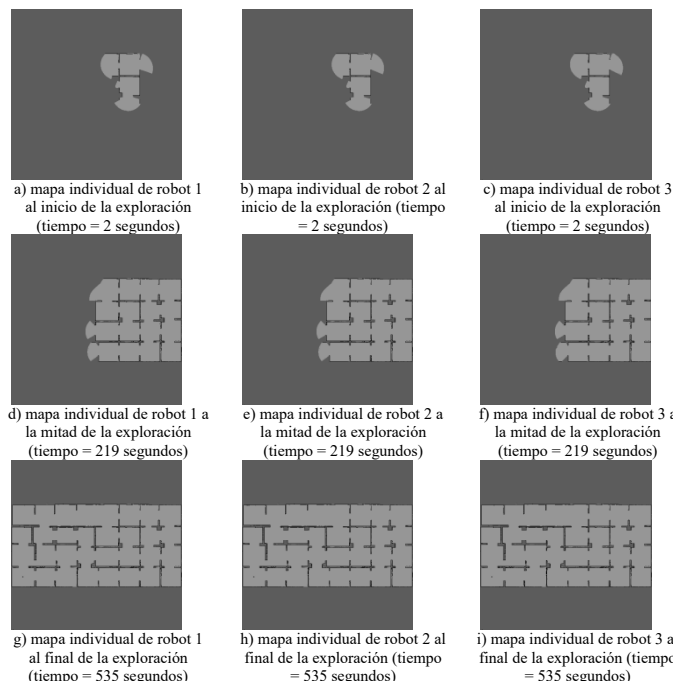 a) mapa individual de robot 1
al inicio de la exploración
(tiempo = 2 segundos)
b) mapa individual de robot 2 al
inicio de la exploración (tiempo
= 2 segundos)
c) mapa individual de robot 3
al inicio de la exploración
(tiempo = 2 segundos)
d) mapa individual de robot 1 a
la mitad de la exploración
(tiempo = 219 segundos)
e) mapa individual de robot 2 a
la mitad de la exploración
(tiempo = 219 segundos)
f) mapa individual de robot 3 a
la mitad de la exploración
(tiempo = 219 segundos)
g) mapa individual de robot 1
al final de la exploración
(tiempo = 535 segundos)
h) mapa individual de robot 2 al
final de la exploración (tiempo
= 535 segundos)
i) mapa individual de robot 3 a
final de la exploración (tiempo
= 535 segundos)